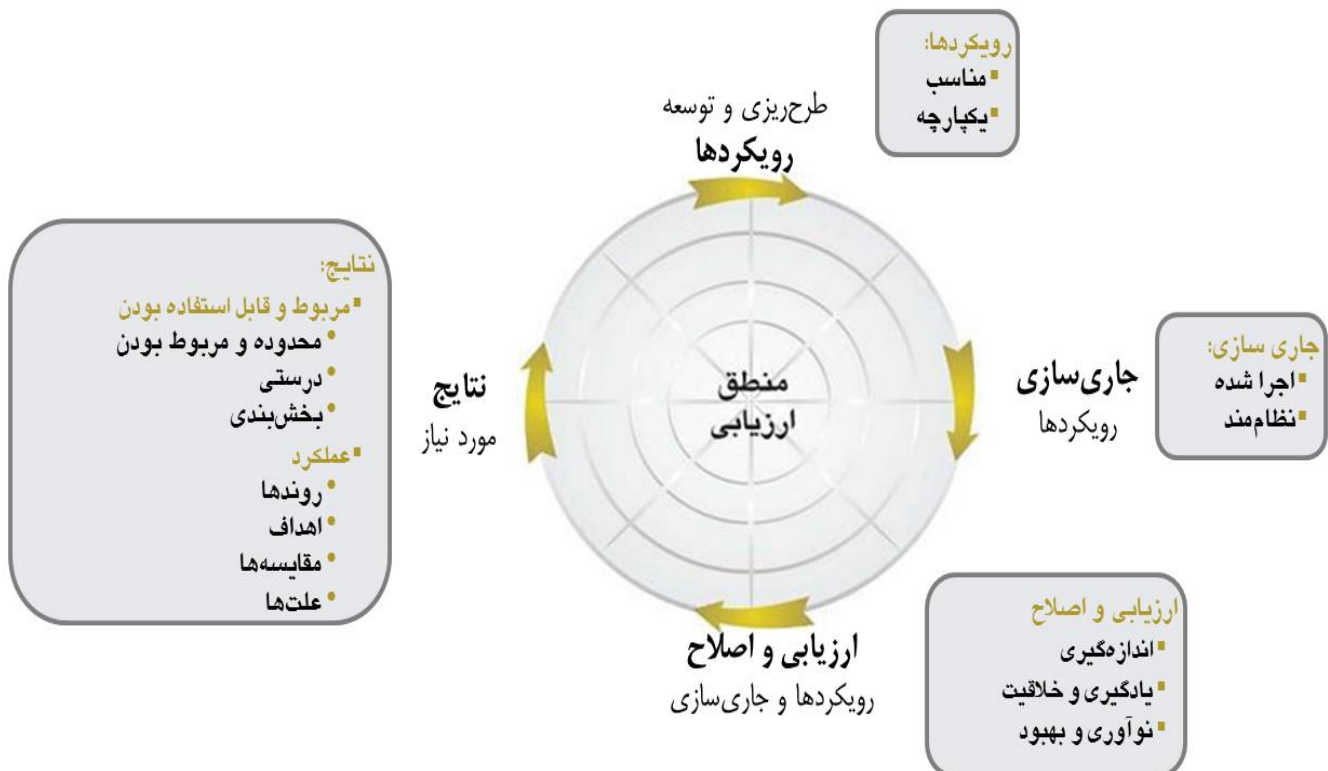 رویکردها:
مناسب
یکپارچه
طرح‌ریزی و توسعه
رویکردها
جاری سازی:
اجرا شده
نظام‌مند
جاری‌سازی
رویکردها
منطق
ارزیابی
نتایج
مورد نیاز
نتایج:
مربوط و قابل استفاده بودن
محدوده و مربوط بودن
درستی
بخش‌بندی
عملکرد
روندها
اهداف
مقایسه‌ها
علت‌ها
ارزیابی و اصلاح
رویکردها و جاری‌سازی
ارزیابی و اصلاح
اندازه‌گیری
یادگیری و خلاقیت
نوآوری و بهبود